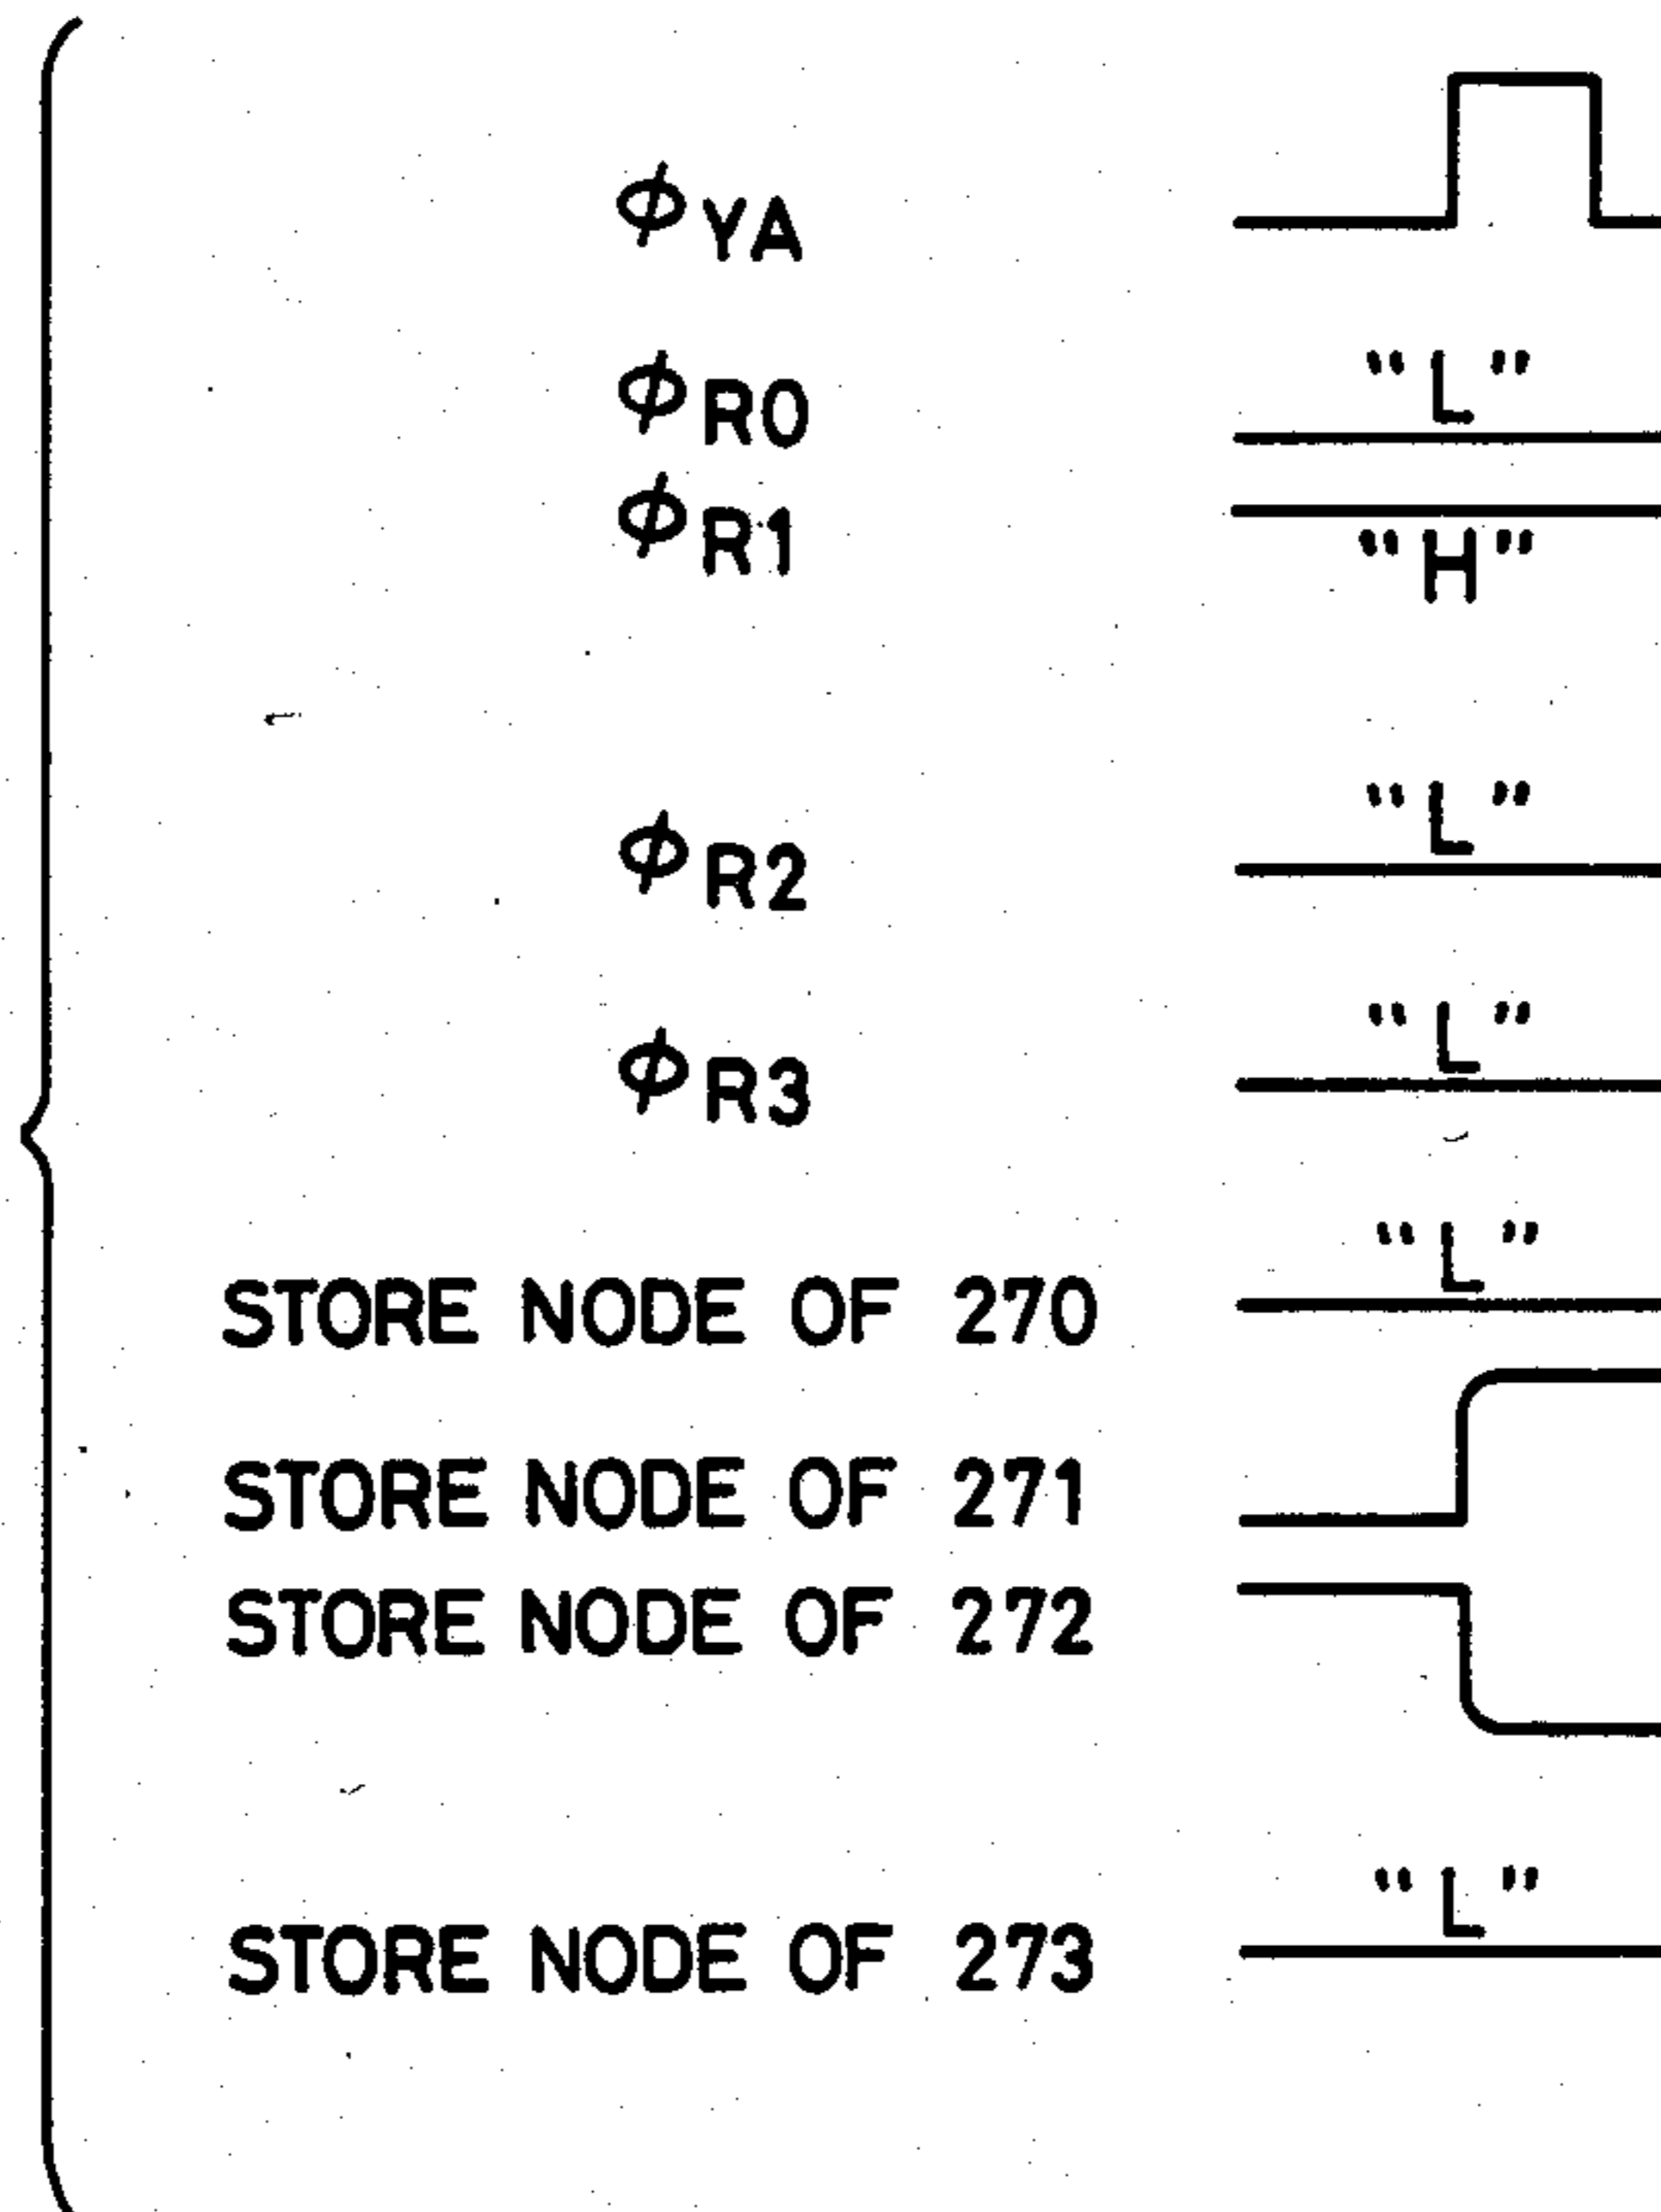 ϕYA
ϕR0 “L”
ϕR1 “H”
ϕR2 “L”
ϕR3 “L”
STORE NODE OF 270 “L”
STORE NODE OF 271
STORE NODE OF 272
STORE NODE OF 273 “L”